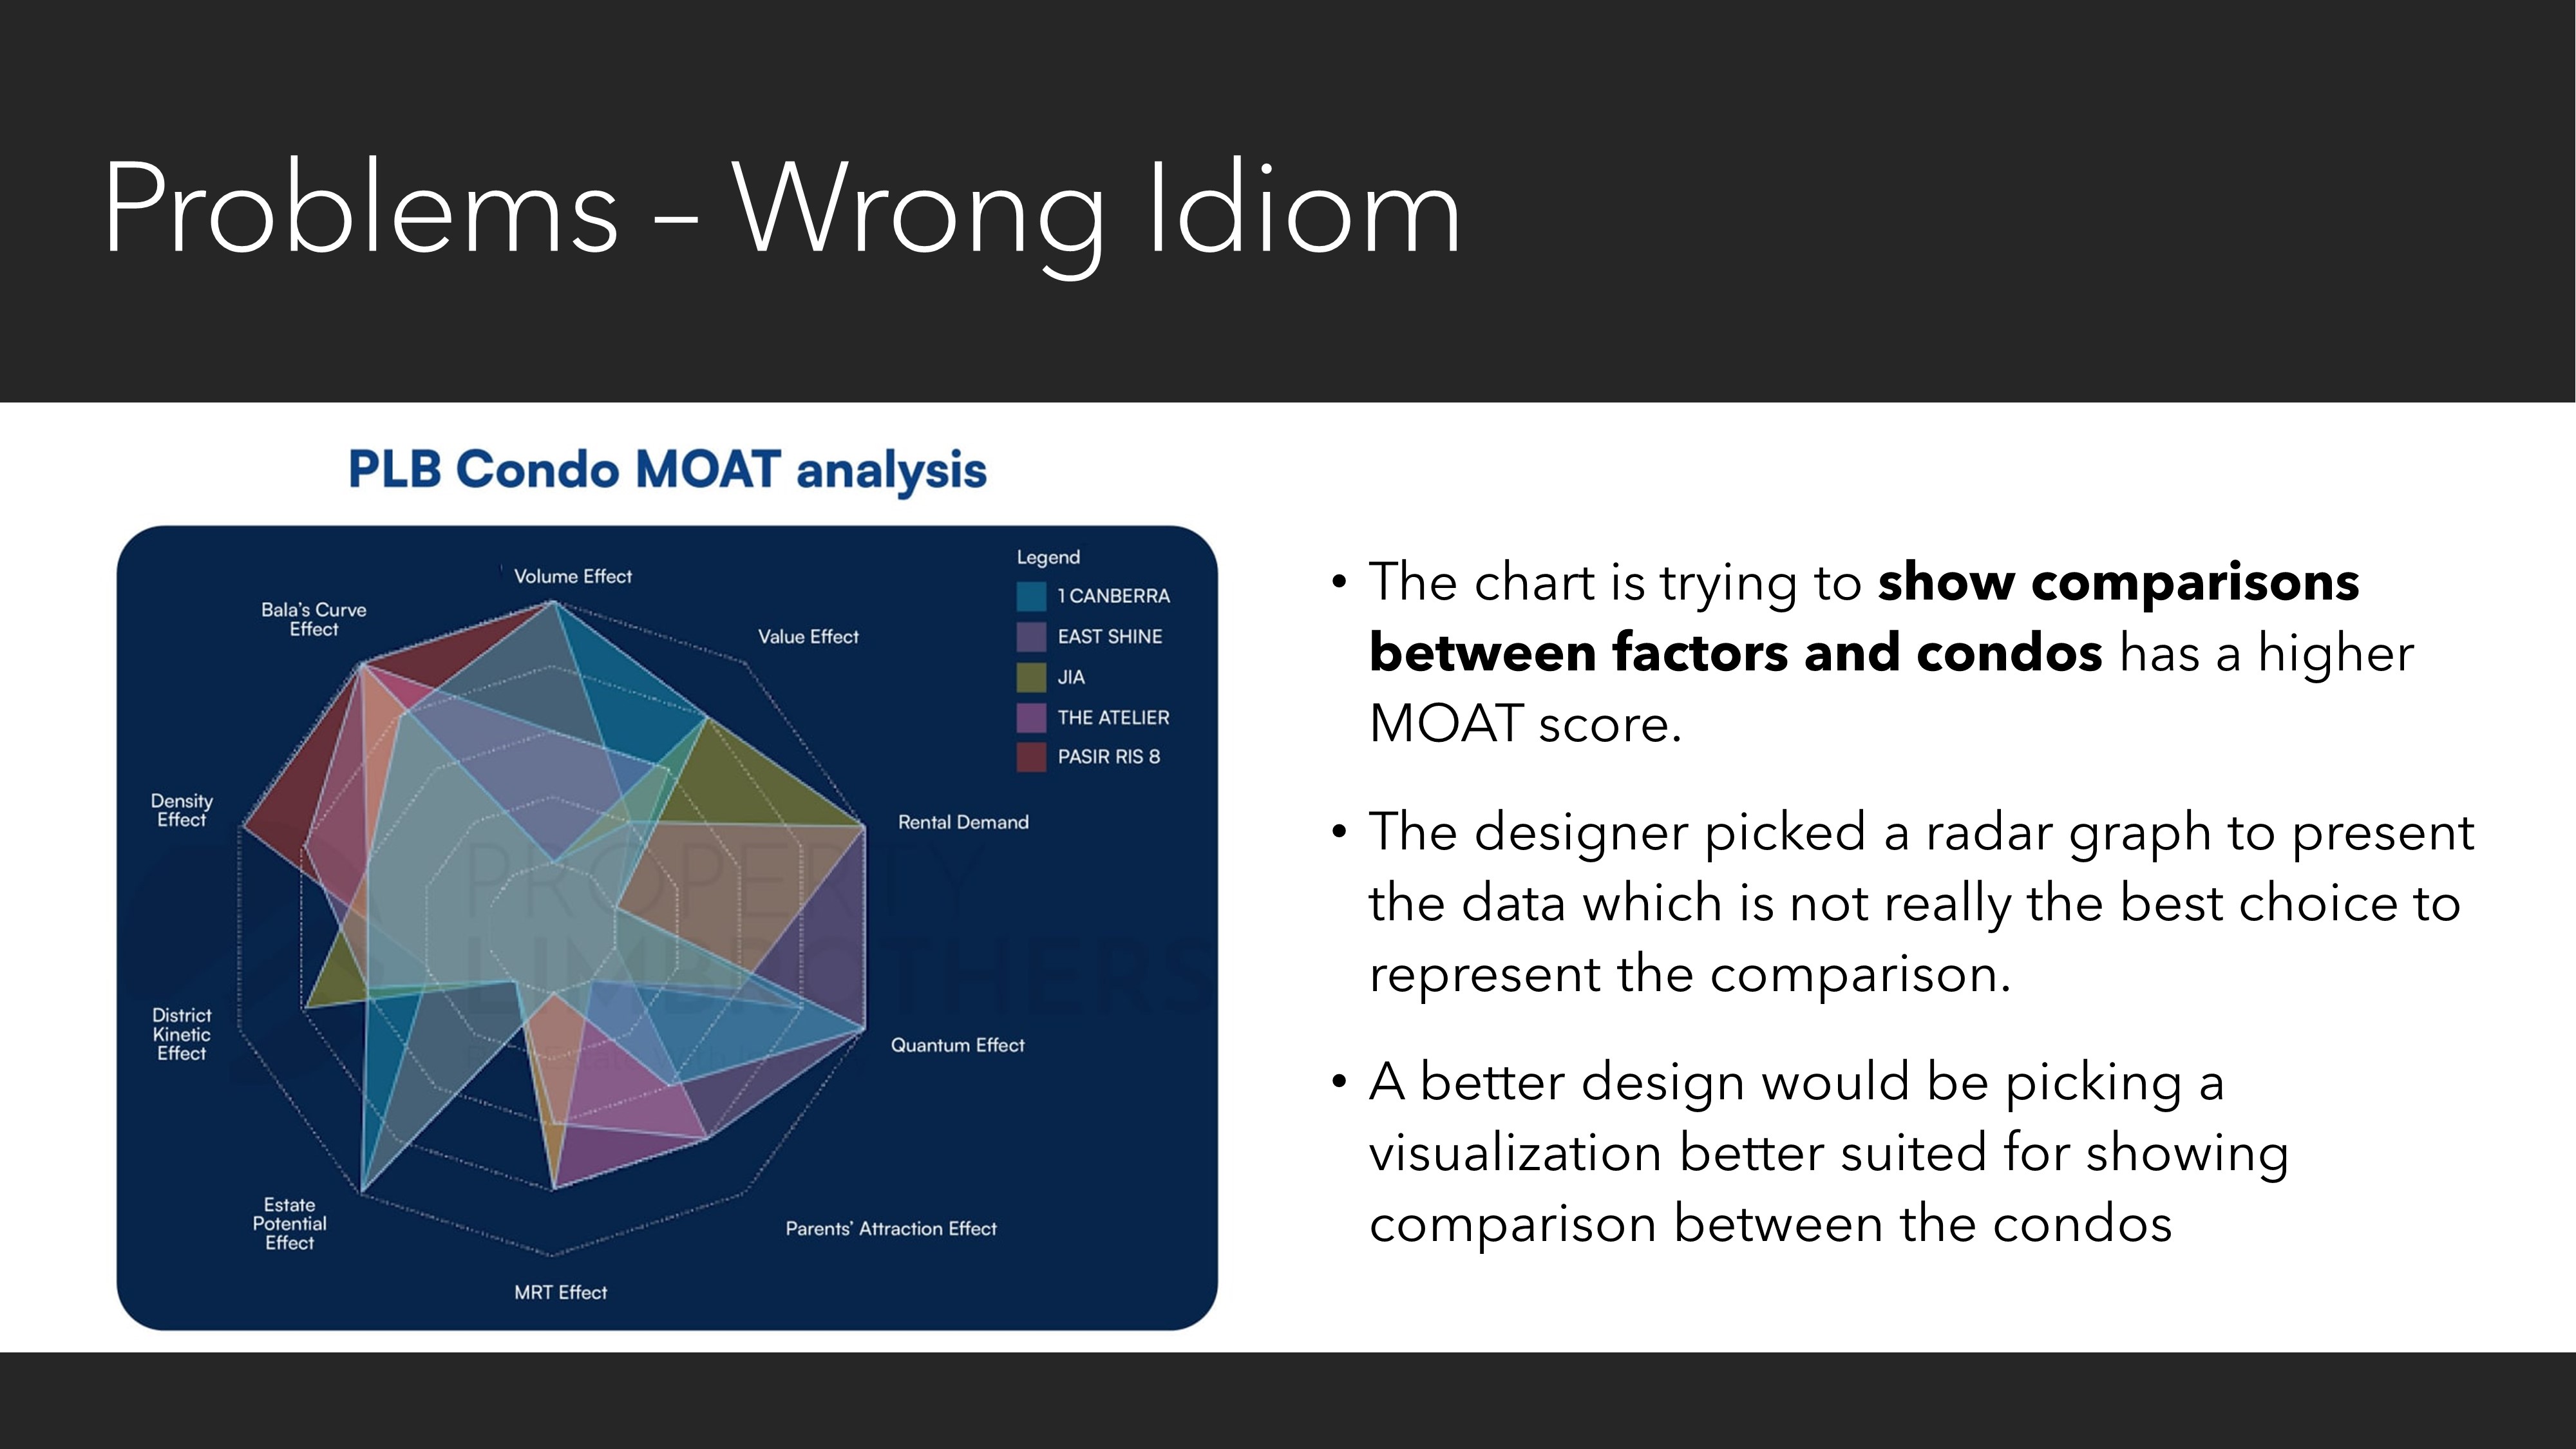 Problems – Wrong Idiom
PLB Condo MOAT analysis
Legend
1 CANBERRA
EAST SHINE
JIA
THE ATELIER
PASIR RIS 8
Volume Effect
Value Effect
Rental Demand
Quantum Effect
Parents’ Attraction Effect
MRT Effect
Estate
Potential
Effect
District
Kinetic
Effect
Density
Effect
Bala’s Curve
Effect
PROPERTY
LIMBROTHERS
• The chart is trying to show comparisons
between factors and condos has a higher
MOAT score.
• The designer picked a radar graph to present
the data which is not really the best choice to
represent the comparison.
• A better design would be picking a
visualization better suited for showing
comparison between the condos